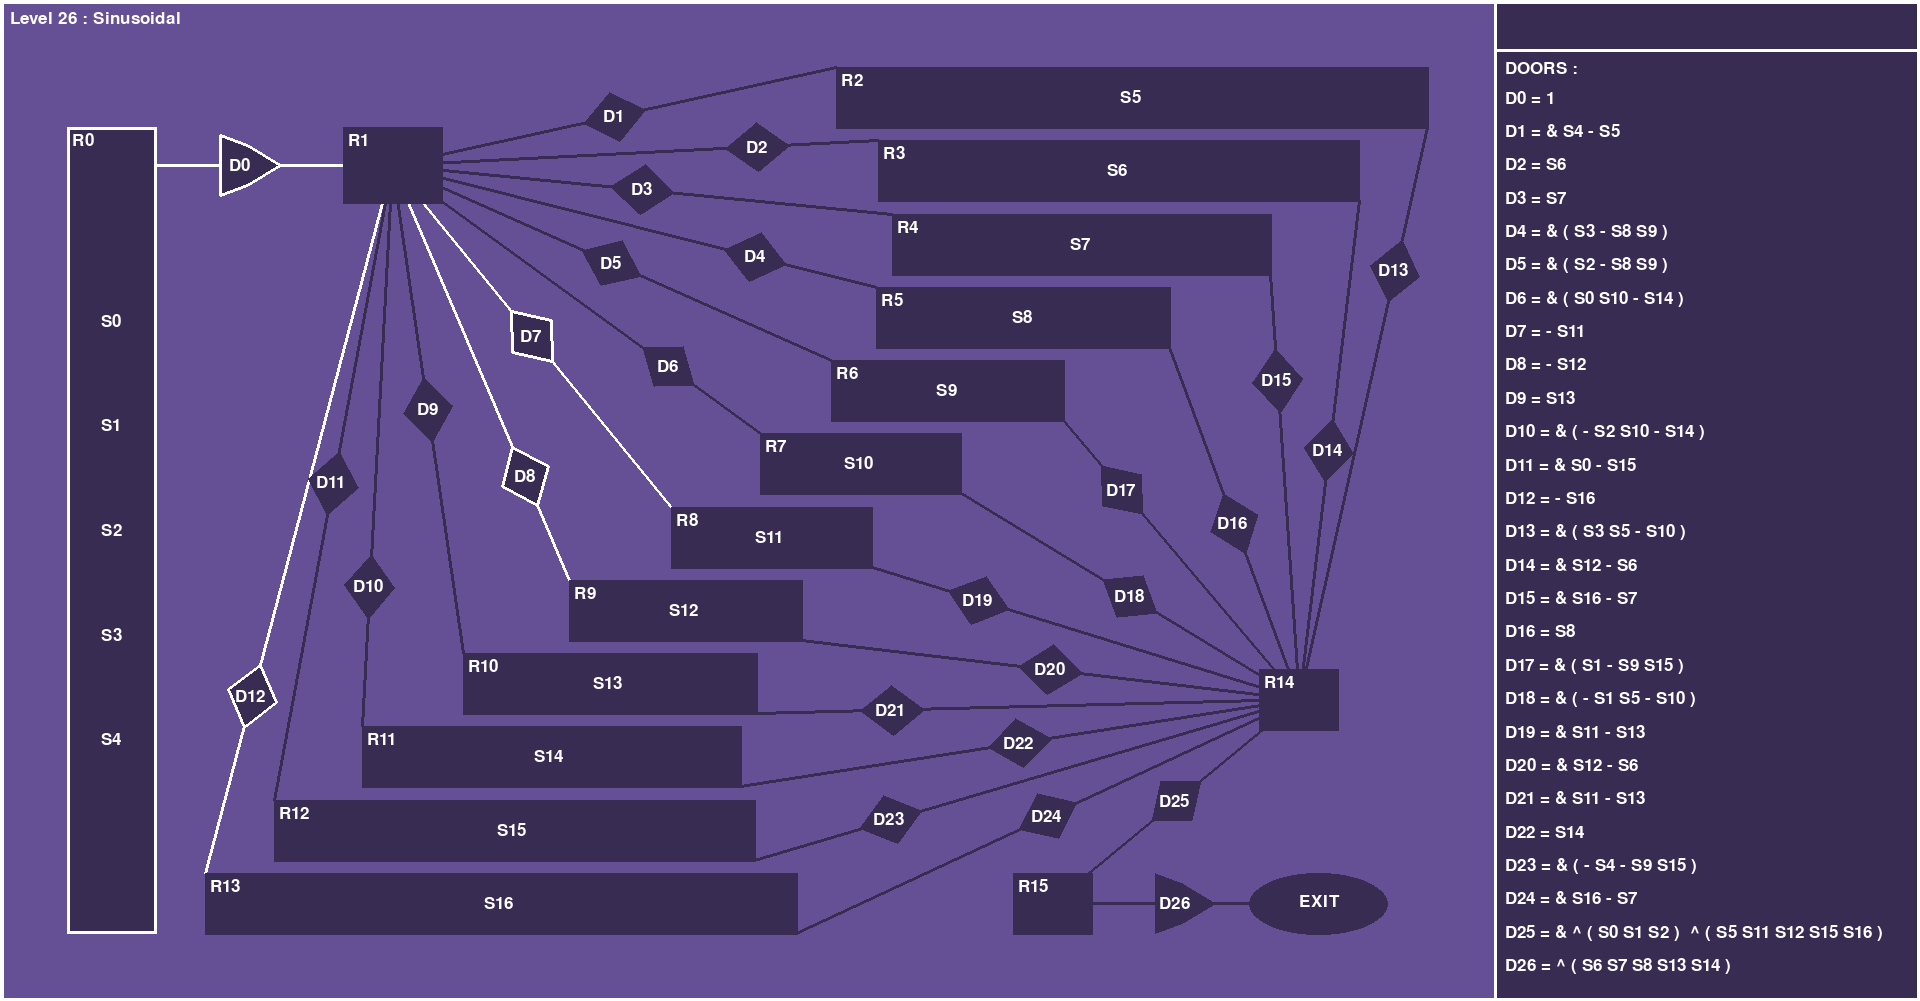 Level 26 : Sinusoidal
R0
S0
S1
S2
S3
S4
D0
R1
D1
D2
D3
D4
D5
D6
D7
D8
D9
D10
D11
D12
R2
S5
R3
S6
R4
S7
R5
S8
R6
S9
R7
S10
R8
S11
R9
S12
R10
S13
R11
S14
R12
S15
R13
S16
D13
D14
D15
D16
D17
D18
D19
D20
D21
D22
D23
D24
R14
D25
R15
D26
EXIT
DOORS :
D0 = 1
D1 = & S4 - S5
D2 = S6
D3 = S7
D4 = & ( S3 - S8 S9 )
D5 = & ( S2 - S8 S9 )
D6 = & ( S0 S10 - S14 )
D7 = - S11
D8 = - S12
D9 = S13
D10 = & ( - S2 S10 - S14 )
D11 = & S0 - S15
D12 = - S16
D13 = & ( S3 S5 - S10 )
D14 = & S12 - S6
D15 = & S16 - S7
D16 = S8
D17 = & ( S1 - S9 S15 )
D18 = & ( - S1 S5 - S10 )
D19 = & S11 - S13
D20 = & S12 - S6
D21 = & S11 - S13
D22 = S14
D23 = & ( - S4 - S9 S15 )
D24 = & S16 - S7
D25 = & ^ ( S0 S1 S2 ) ^ ( S5 S11 S12 S15 S16 )
D26 = ^ ( S6 S7 S8 S13 S14 )